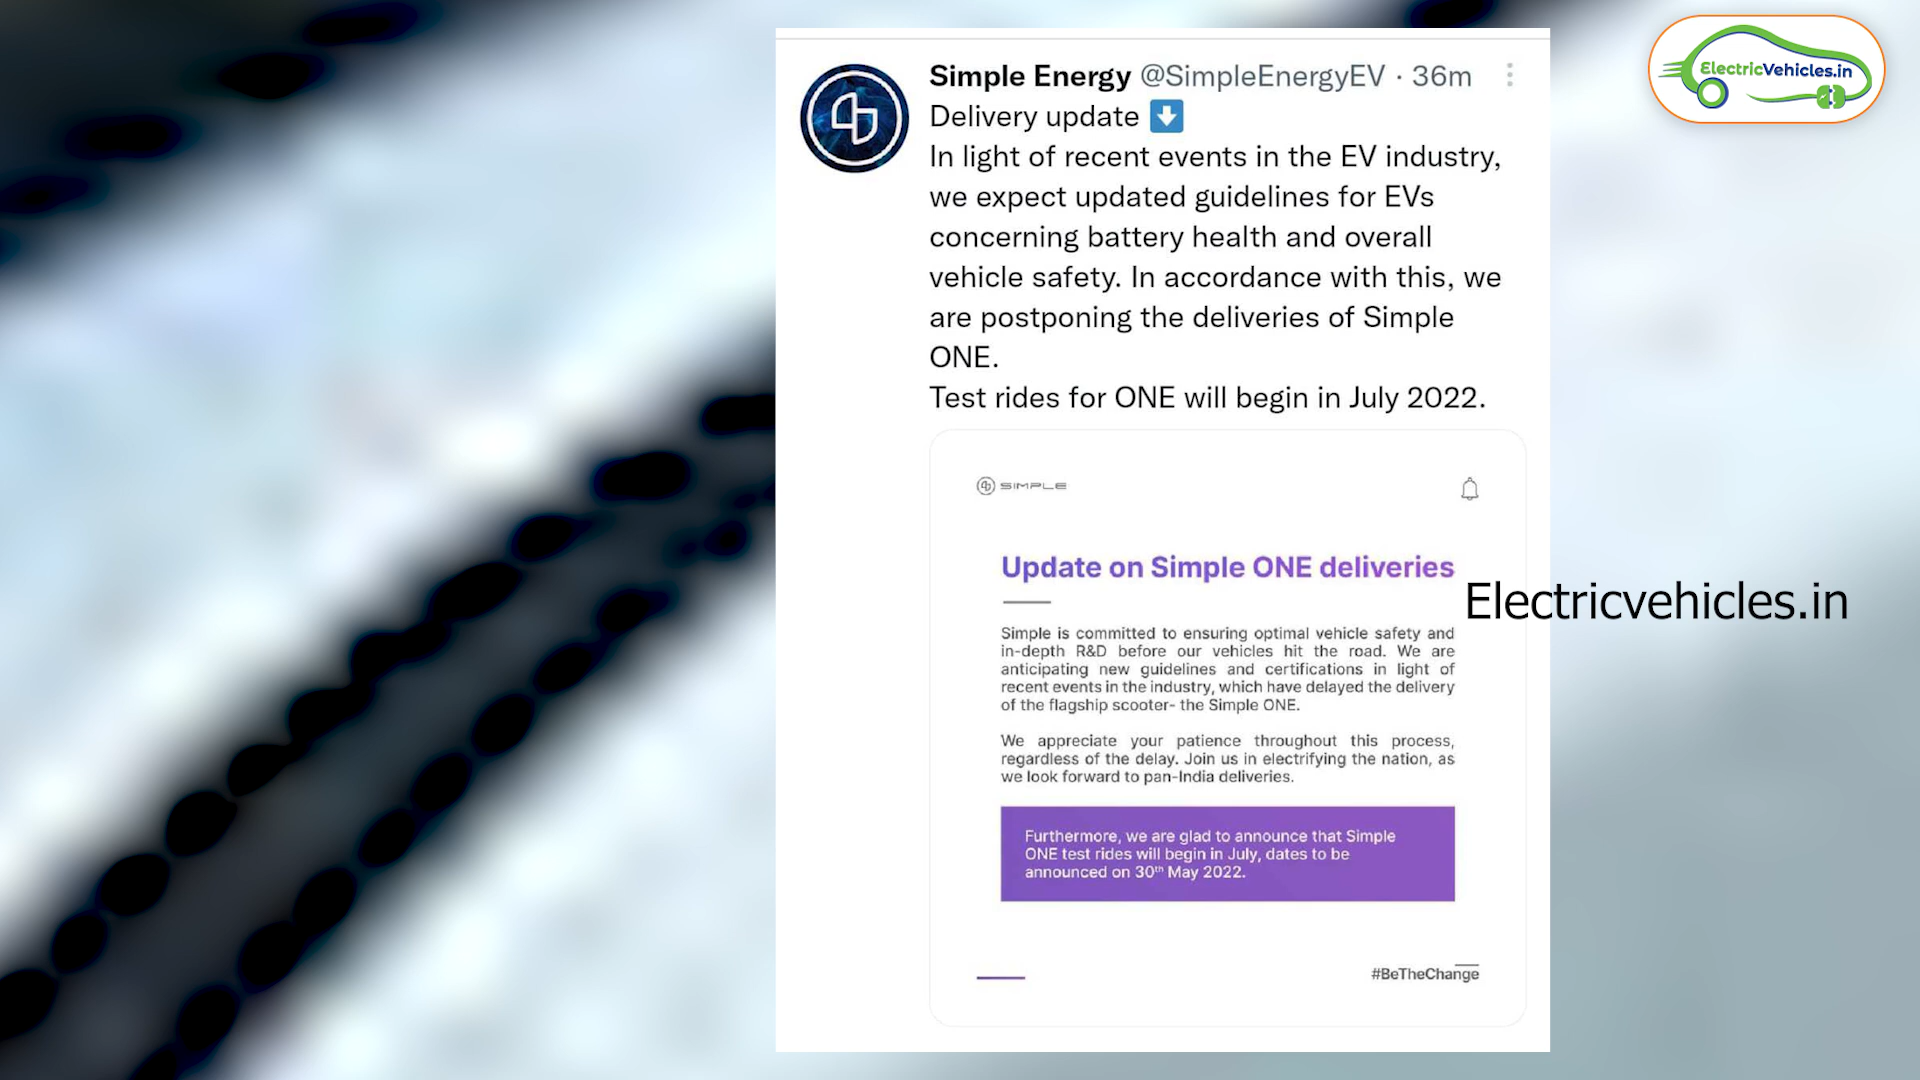 Simple Energy @SimpleEnergyEV · 36m
Delivery update ⬇️
In light of recent events in the EV industry,
we expect updated guidelines for EVs
concerning battery health and overall
vehicle safety. In accordance with this, we
are postponing the deliveries of Simple
ONE.
Test rides for ONE will begin in July 2022.
SIMPLE
Update on Simple ONE deliveries
Simple is committed to ensuring optimal vehicle safety and
in-depth R&D before our vehicles hit the road. We are
anticipating new guidelines and certifications in light of
recent events in the industry, which have delayed the delivery
of the flagship scooter- the Simple ONE.
We appreciate your patience throughout this process,
regardless of the delay. Join us in electrifying the nation, as
we look forward to pan-India deliveries.
Furthermore, we are glad to announce that Simple
ONE test rides will begin in July, dates to be
announced on 30th May 2022.
#BeTheChange
ElectricVehicles.in
Electricvehicles.in